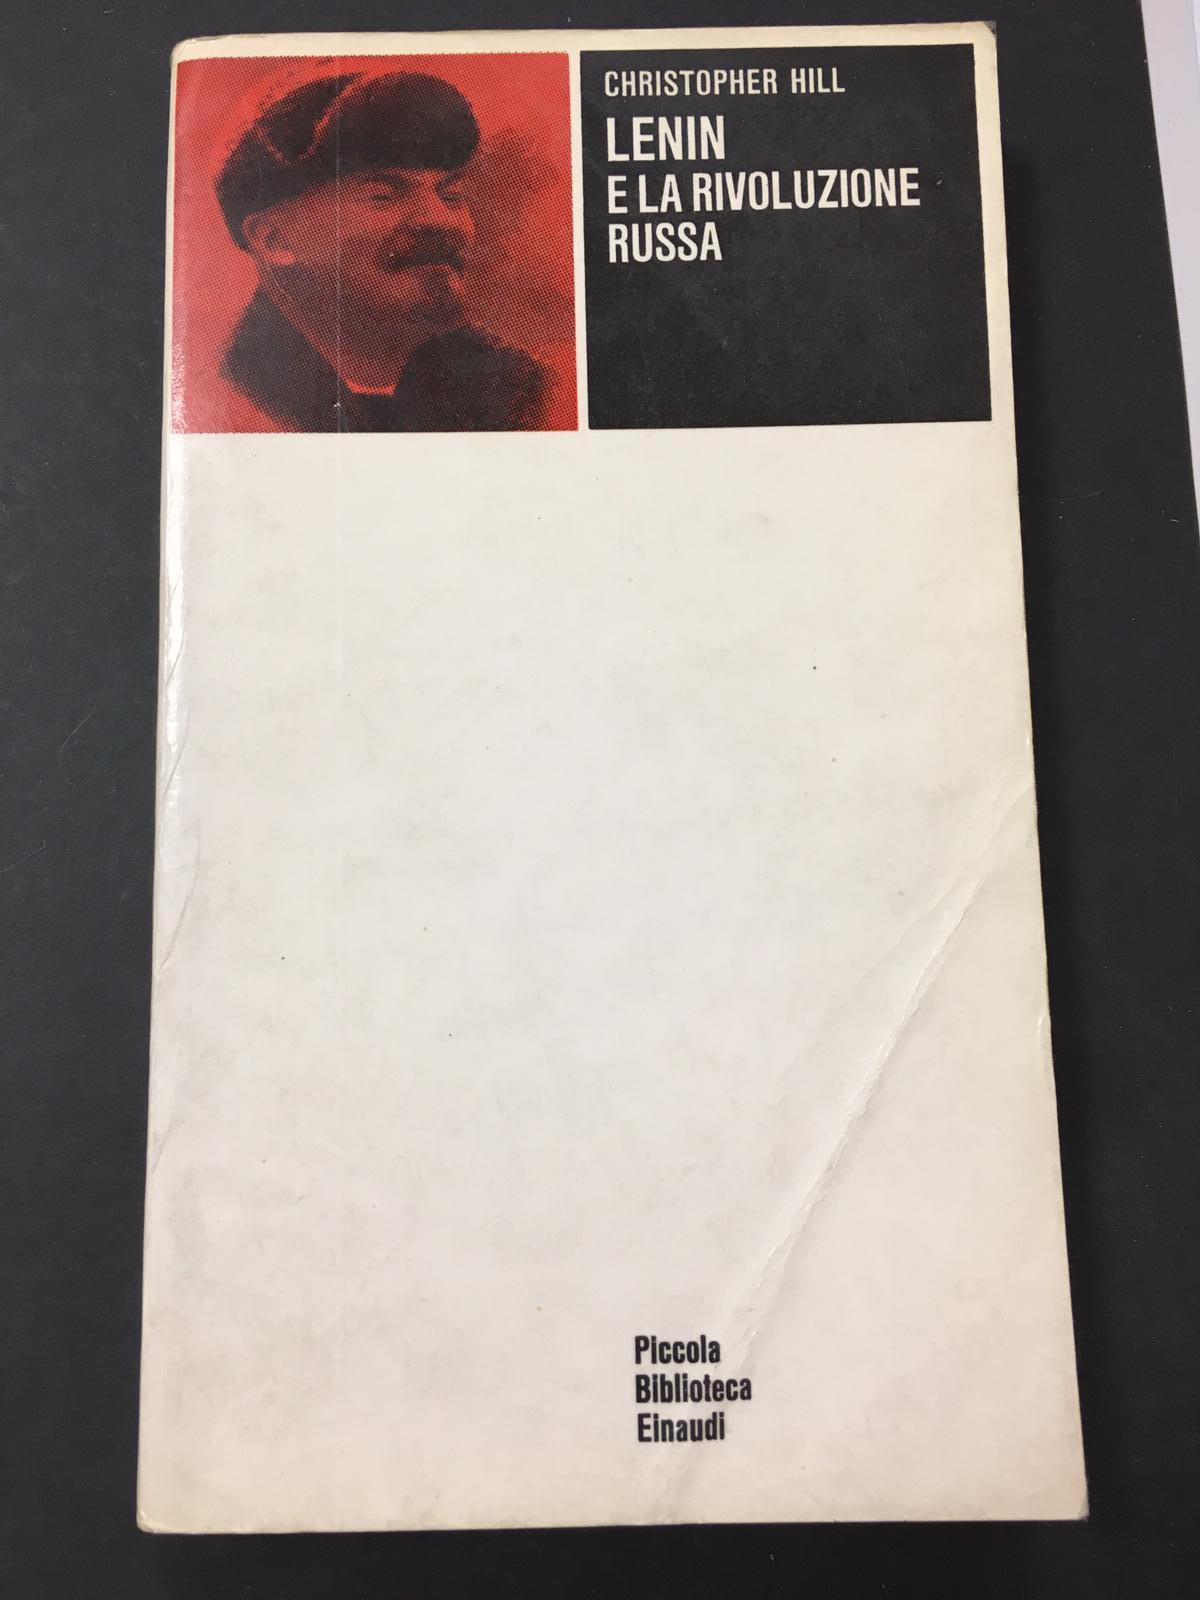 CHRISTOPHER HILL
LENIN
E LA RIVOLUZIONE
RUSSA
Piccola
Biblioteca
Einaudi